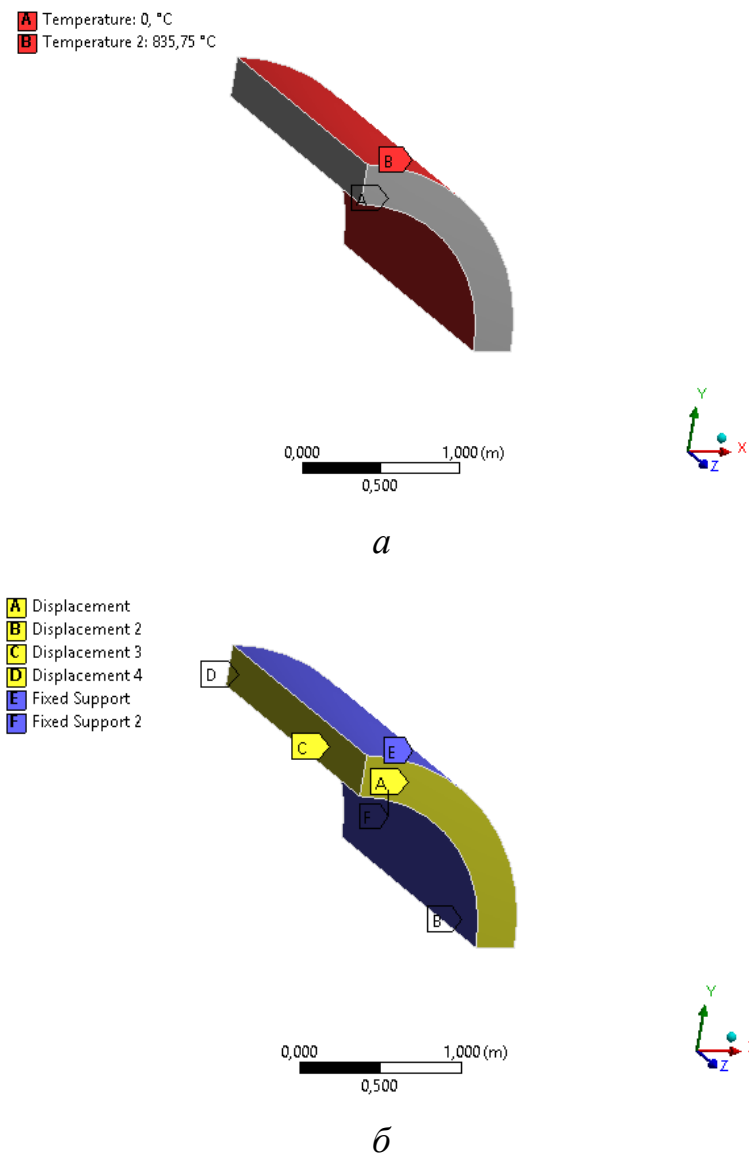 A Temperature: 0, °C
B Temperature 2: 835,75 °C
B
A
Y
X
Z
0,000 1,000 (m)
0,500
а
A Displacement
B Displacement 2
C Displacement 3
D Displacement 4
E Fixed Support
F Fixed Support 2
D
C
E
A
F
B
Y
Z
0,000 1,000 (m)
0,500
б